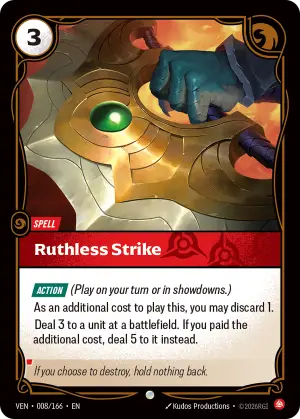 3
SPELL
Ruthless Strike
ACTION (Play on your turn or in showdowns.)
As an additional cost to play this, you may discard 1.
Deal 3 to a unit at a battlefield. If you paid the
additional cost, deal 5 to it instead.
If you choose to destroy, hold nothing back.
VEN • 008/166 • EN
Kudos Productions • ©2026RGI